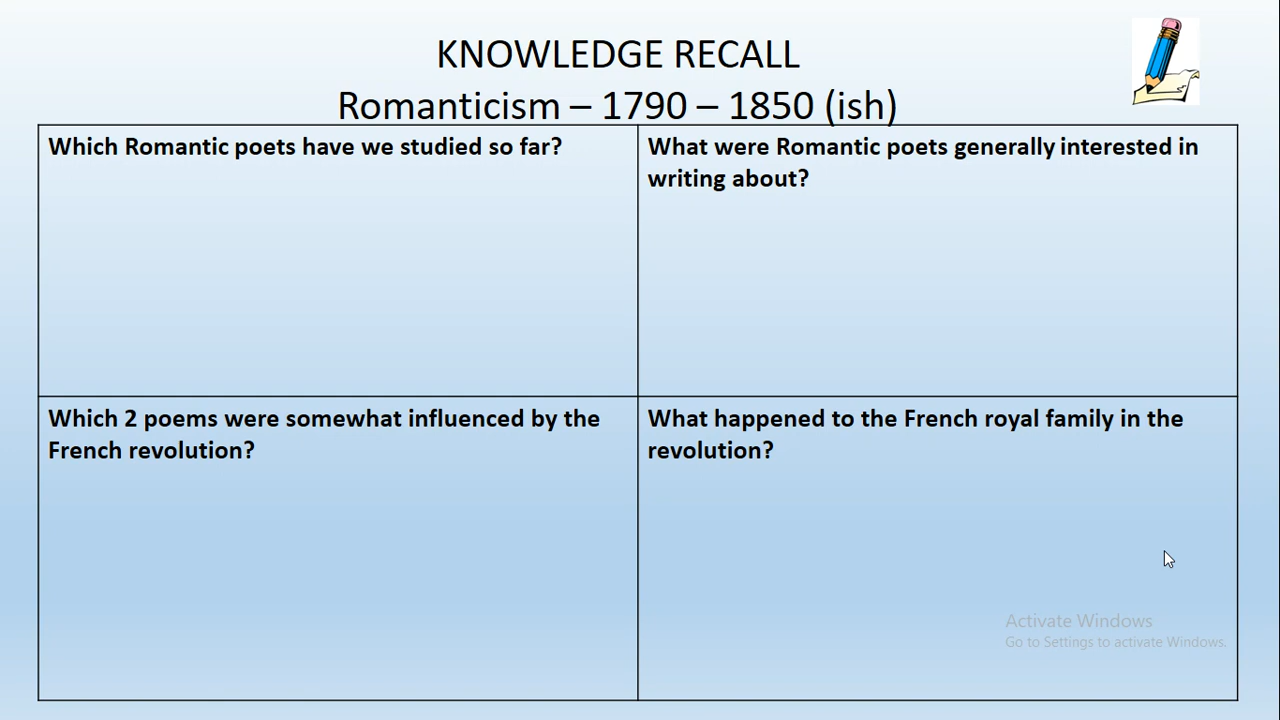 KNOWLEDGE RECALL
Romanticism – 1790 – 1850 (ish)
Which Romantic poets have we studied so far?
What were Romantic poets generally interested in
writing about?
Which 2 poems were somewhat influenced by the
French revolution?
What happened to the French royal family in the
revolution?
Activate Windows
Go to Settings to activate Windows.